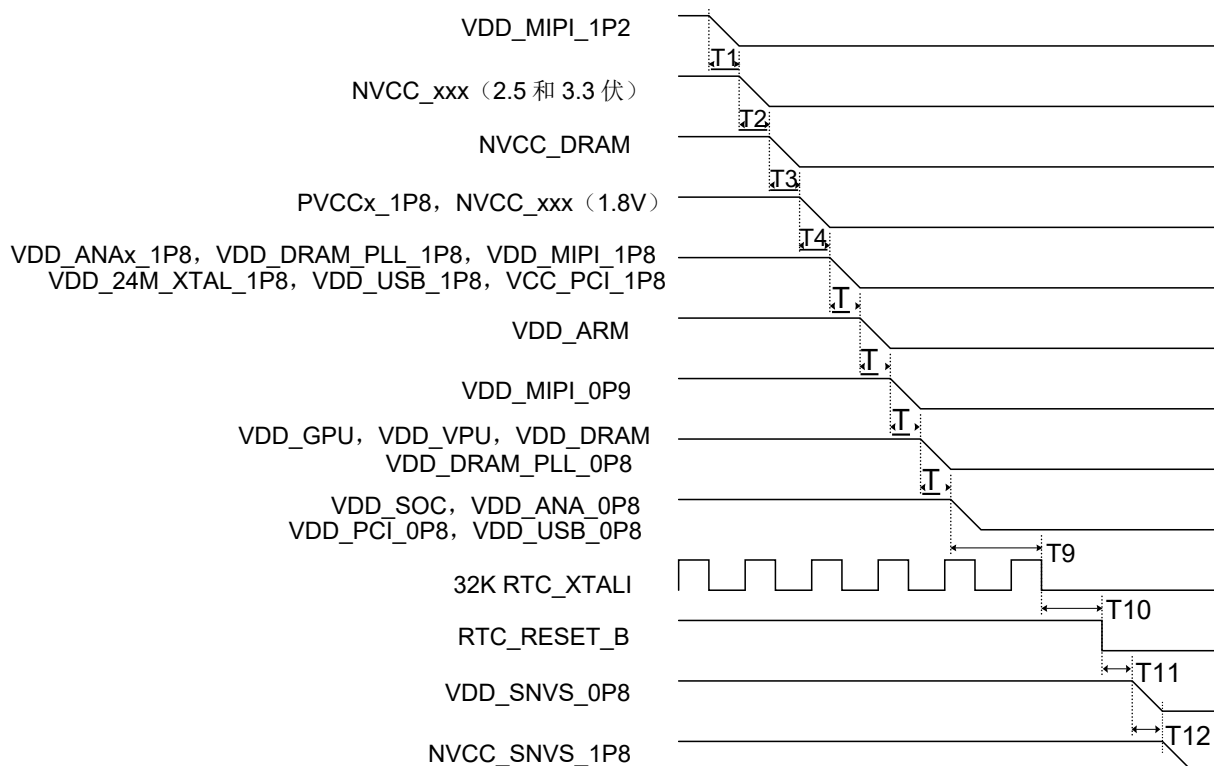 VDD_MIPI_1P2
T1
NVCC_xxx（2.5 和 3.3 伏）
T2
NVCC_DRAM
T3
PVCCx_1P8，NVCC_xxx（1.8V）
T4
VDD_ANAx_1P8，VDD_DRAM_PLL_1P8，VDD_MIPI_1P8
VDD_24M_XTAL_1P8，VDD_USB_1P8，VCC_PCI_1P8
T
VDD_ARM
T
VDD_MIPI_0P9
T
VDD_GPU，VDD_VPU，VDD_DRAM
VDD_DRAM_PLL_0P8
T
VDD_SOC，VDD_ANA_0P8
VDD_PCI_0P8，VDD_USB_0P8
T9
32K RTC_XTALI
T10
RTC_RESET_B
T11
VDD_SNVS_0P8
T12
NVCC_SNVS_1P8